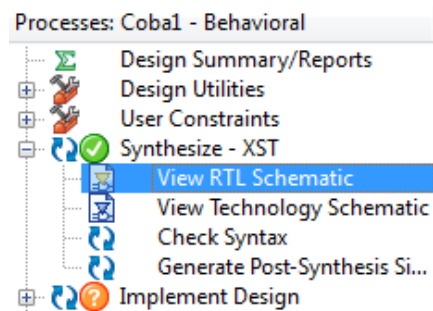 Processes: Coba1 - Behavioral
Design Summary/Reports
Design Utilities
User Constraints
Synthesize - XST
View RTL Schematic
View Technology Schematic
Check Syntax
Generate Post-Synthesis Si...
Implement Design